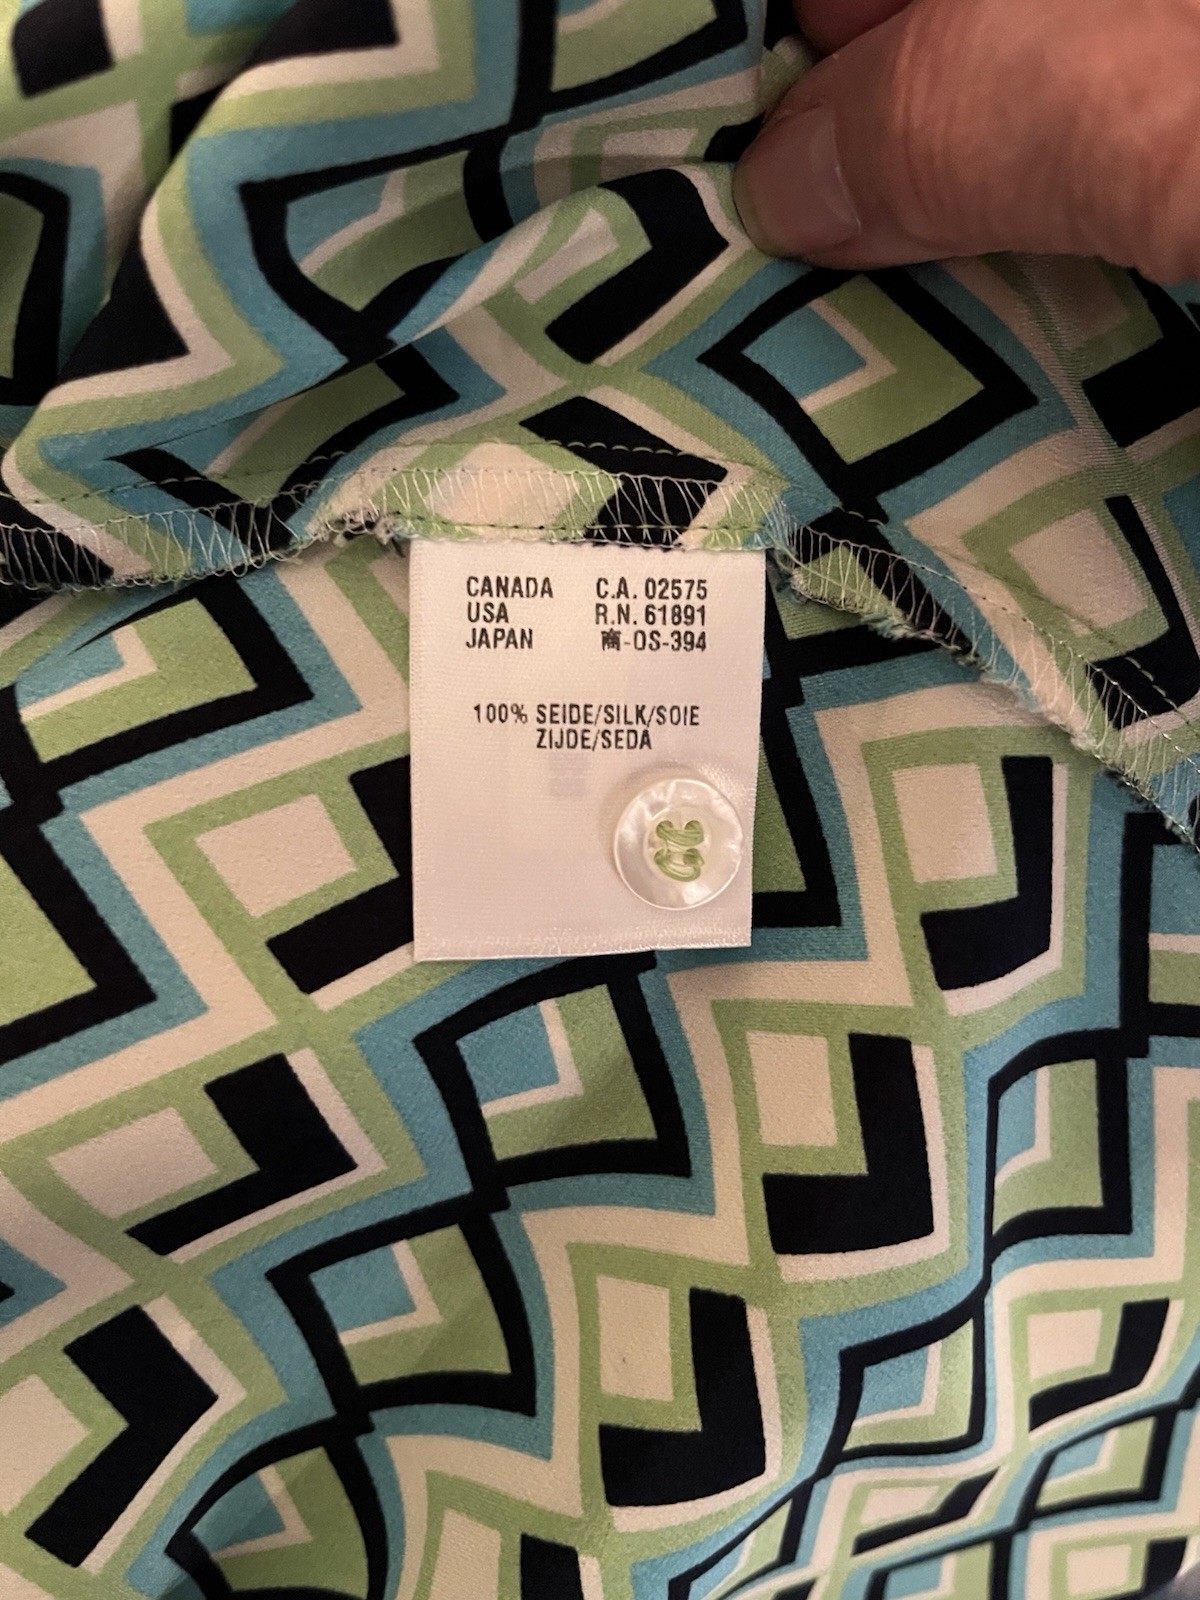 CANADA C.A. 02575
USA R.N. 61891
JAPAN 商-OS-394
100% SEIDE/SILK/SOIE
ZIJDE/SEDA